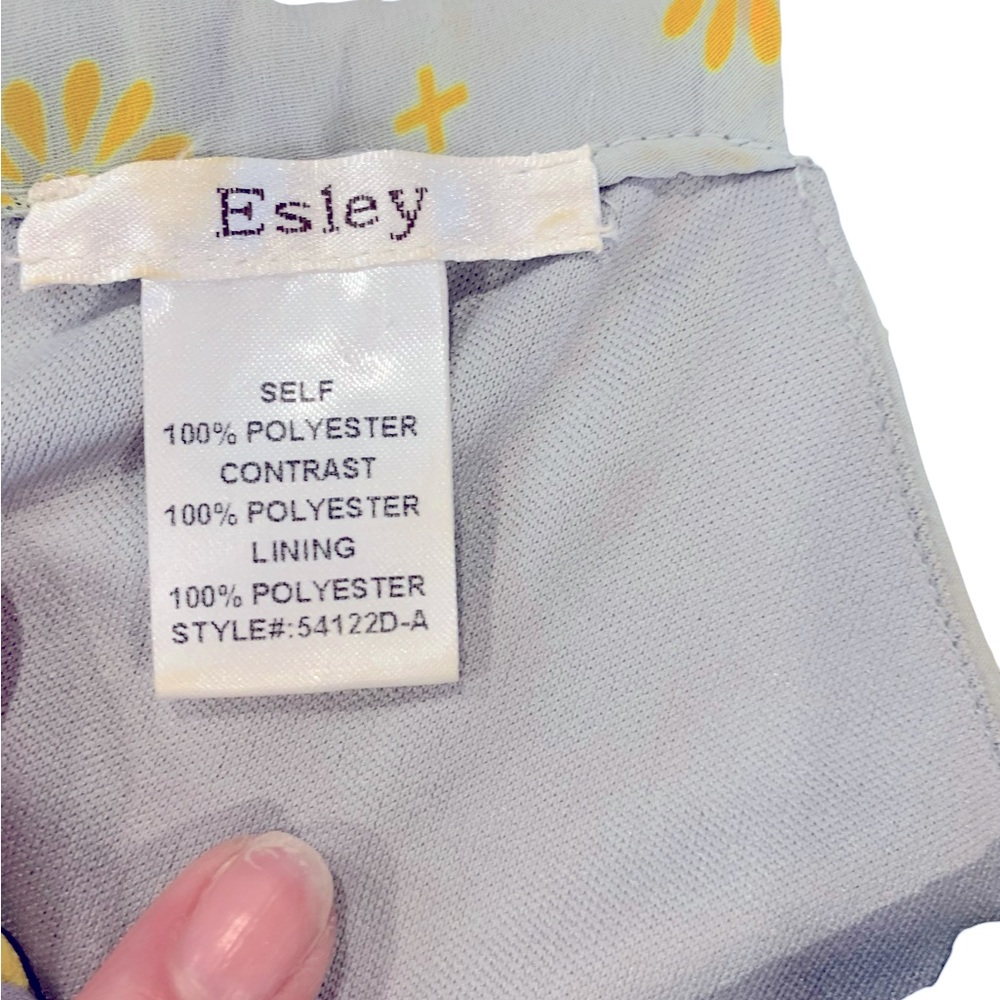 Esley
SELF
100% POLYESTER
CONTRAST
100% POLYESTER
LINING
100% POLYESTER
STYLE#:54122D-A